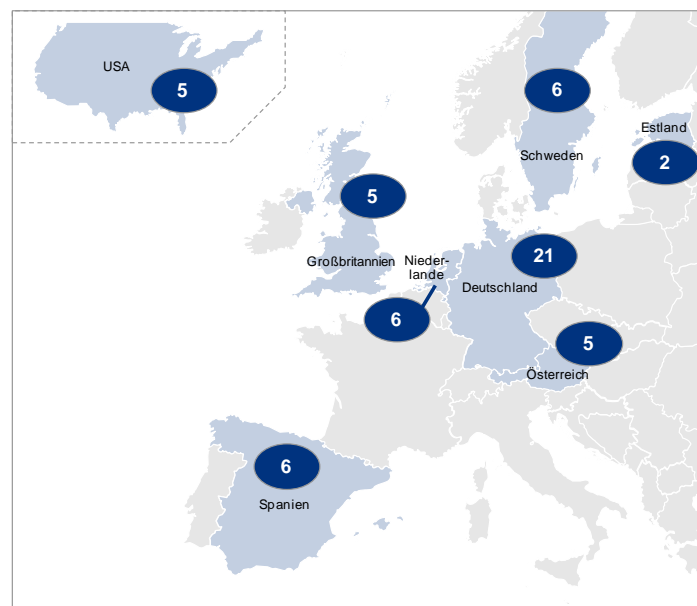 USA
5
6
Estland
Schweden
2
5
Großbritannien
Nieder-
lande
21
Deutschland
6
5
Österreich
6
Spanien